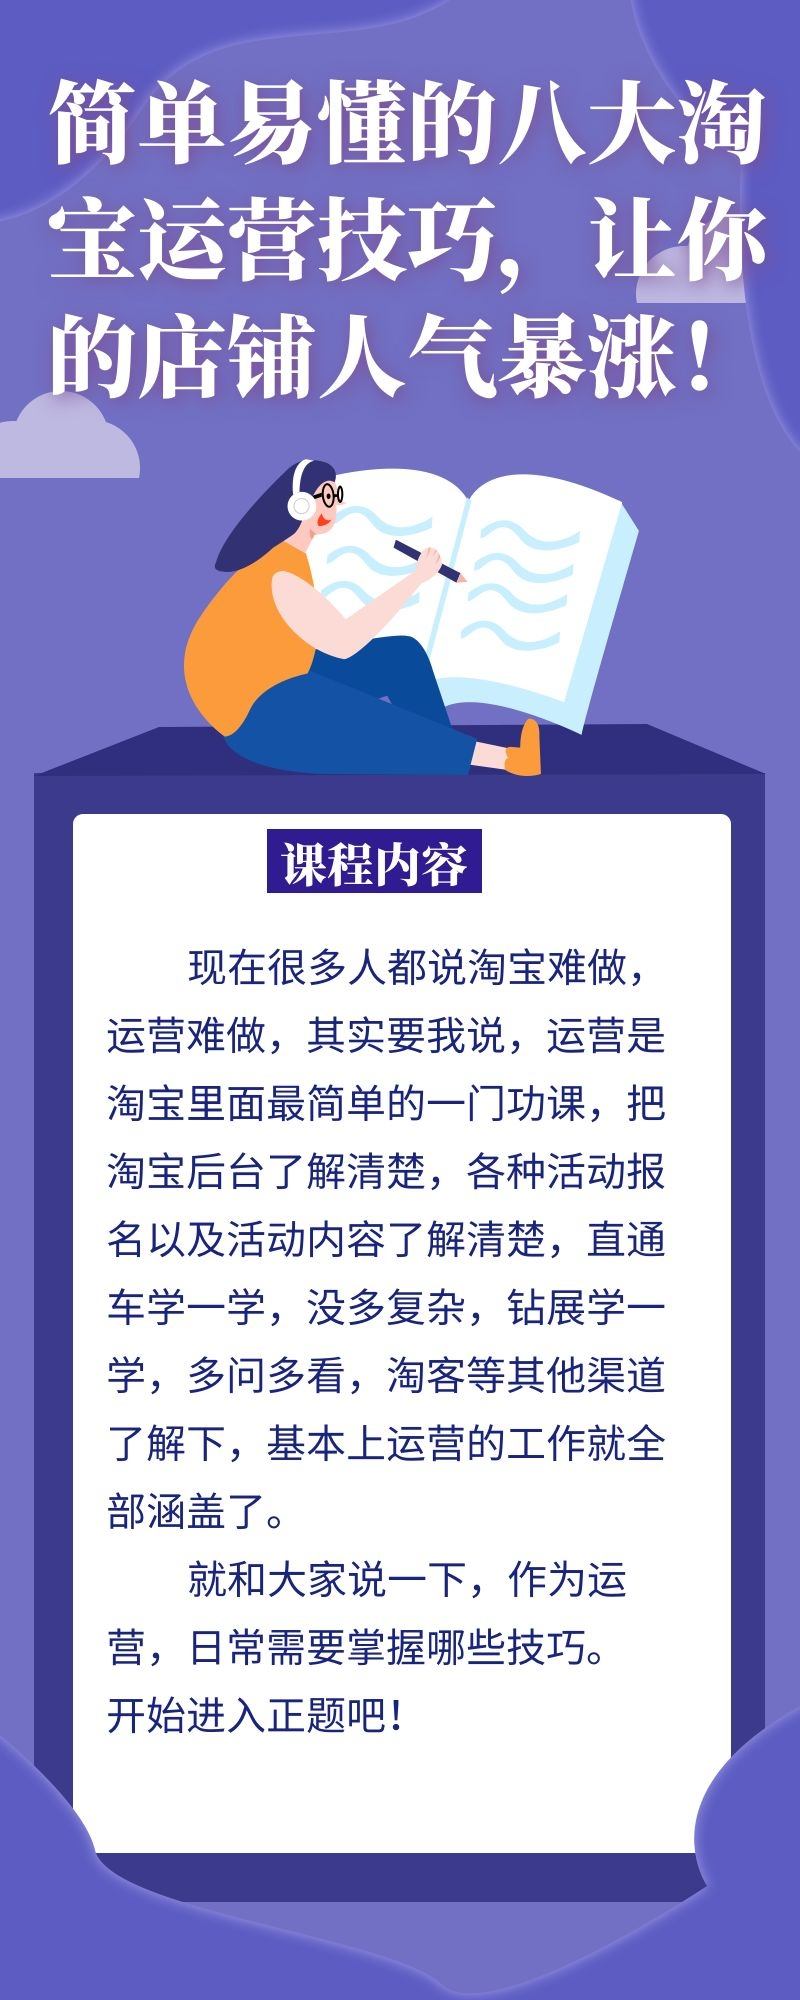 简单易懂的八大淘
宝运营技巧，让你
的店铺人气暴涨！
课程内容
现在很多人都说淘宝难做，
运营难做，其实要我说，运营是
淘宝里面最简单的一门功课，把
淘宝后台了解清楚，各种活动报
名以及活动内容了解清楚，直通
车学一学，没多复杂，钻展学一
学，多问多看，淘客等其他渠道
了解下，基本上运营的工作就全
部涵盖了。
就和大家说一下，作为运
营，日常需要掌握哪些技巧。
开始进入正题吧！